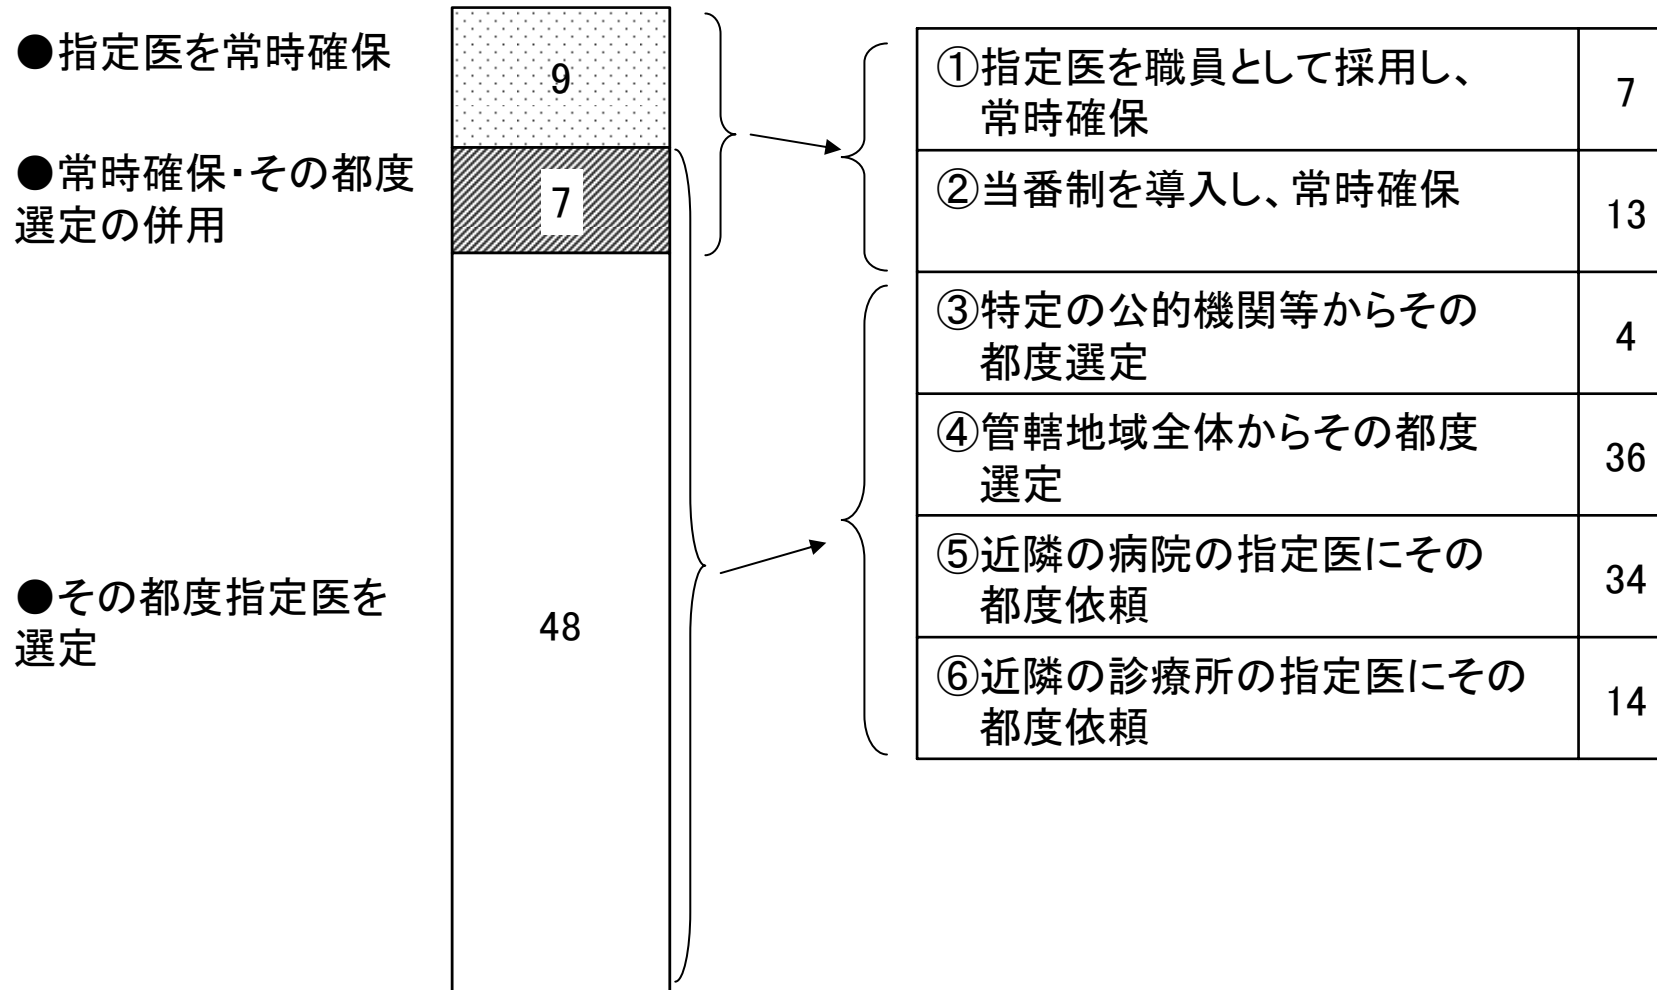 ●指定医を常時確保
9
●常時確保・その都度
選定の併用
7
●その都度指定医を
選定
48
①指定医を職員として採用し、
常時確保
7
②当番制を導入し、常時確保
13
③特定の公的機関等からその
都度選定
4
④管轄地域全体からその都度
選定
36
⑤近隣の病院の指定医にその
都度依頼
34
⑥近隣の診療所の指定医にその
都度依頼
14